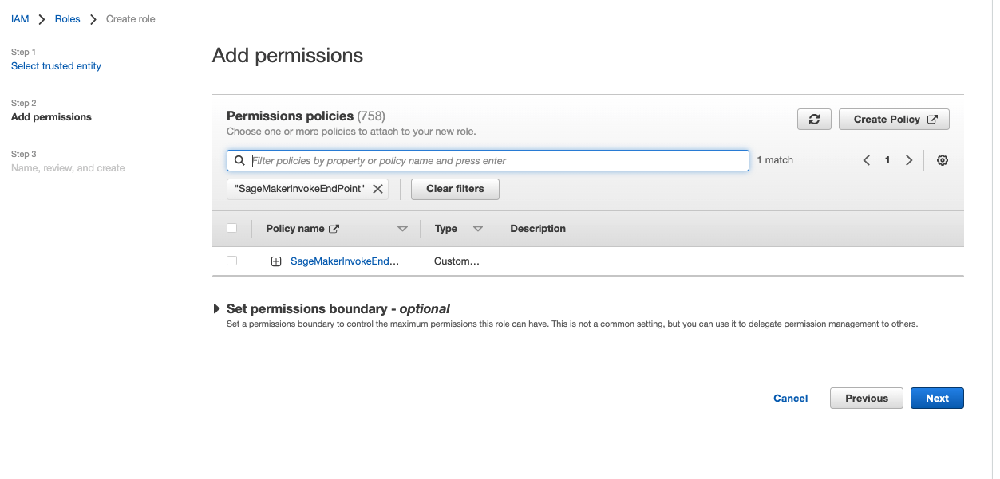 IAM > Roles > Create role
Step 1
Select trusted entity
Step 2
Add permissions
Step 3
Name, review, and create
Add permissions
Permissions policies (758)
Choose one or more policies to attach to your new role.
Create Policy
Filter policies by property or policy name and press enter
1 match
1
"SageMakerInvokeEndPoint"
Clear filters
Policy name Type Description
SageMakerInvokeEnd... Custom...
Set permissions boundary - optional
Set a permissions boundary to control the maximum permissions this role can have. This is not a common setting, but you can use it to delegate permission management to others.
Cancel Previous Next